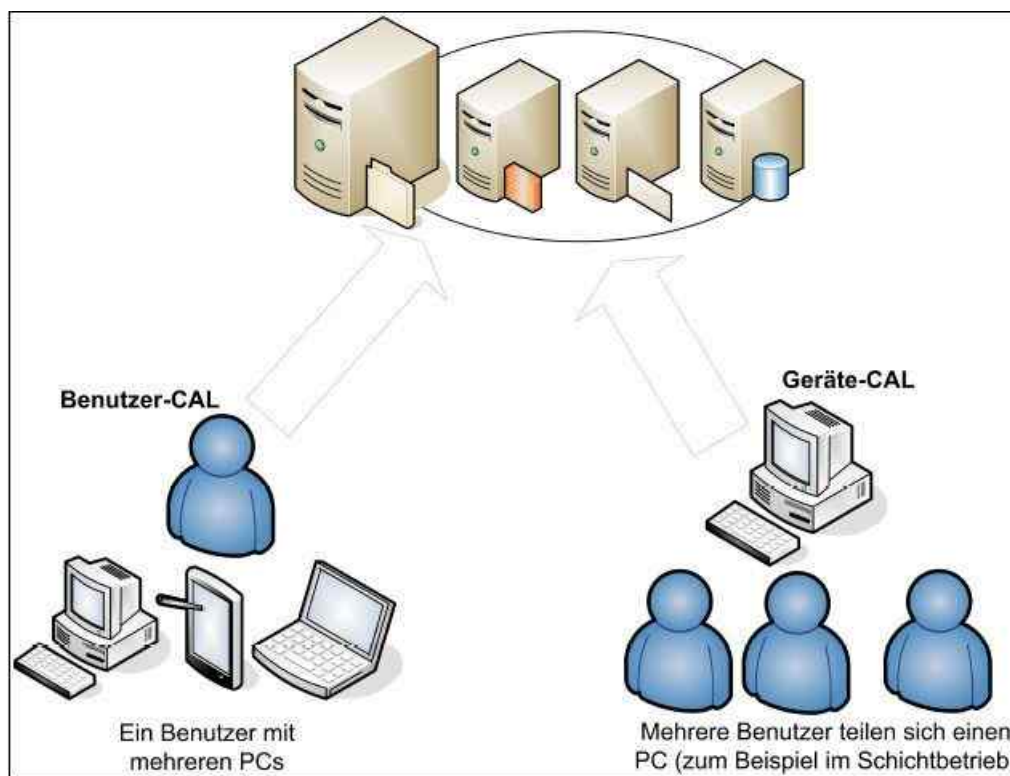 Benutzer-CAL
Geräte-CAL
Ein Benutzer mit
mehreren PCs
Mehrere Benutzer teilen sich einen
PC (zum Beispiel im Schichtbetrieb